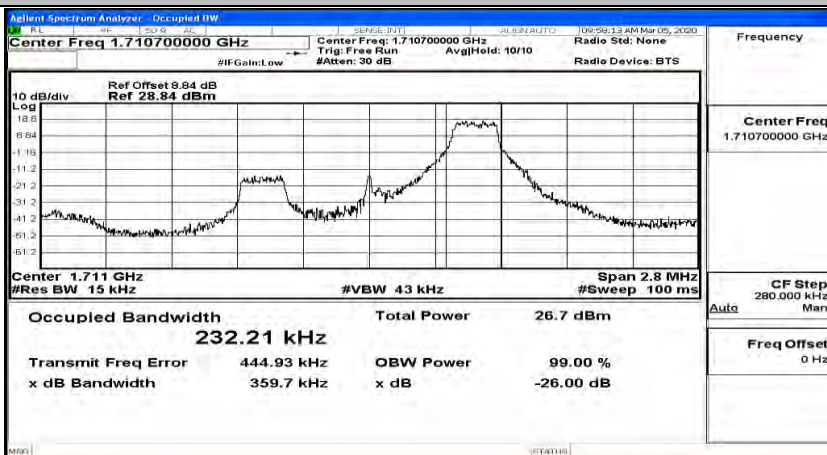 Agilent Spectrum Analyzer - Occupied BW
RL RF 50 Ω AC SENSE:INT ALIGN AUTO 09:58:13 AM Mar 05, 2020
Center Freq 1.710700000 GHz
Center Freq: 1.710700000 GHz
Radio Std: None
Trig: Free Run Avg|Hold: 10/10
#IFGain:Low #Atten: 30 dB Radio Device: BTS
Ref Offset 8.84 dB
10 dB/div Ref 28.84 dBm
Log
18.8
8.84
-1.16
-11.2
-21.2
-31.2
-41.2
-51.2
-61.2
Center 1.711 GHz Span 2.8 MHz
#Res BW 15 kHz #VBW 43 kHz #Sweep 100 ms
Occupied Bandwidth Total Power 26.7 dBm
232.21 kHz
Transmit Freq Error 444.93 kHz OBW Power 99.00 %
x dB Bandwidth 359.7 kHz x dB -26.00 dB
MSG STATUS
Frequency
Center Freq
1.710700000 GHz
CF Step
280.000 kHz
Auto Man
Freq Offset
0 Hz